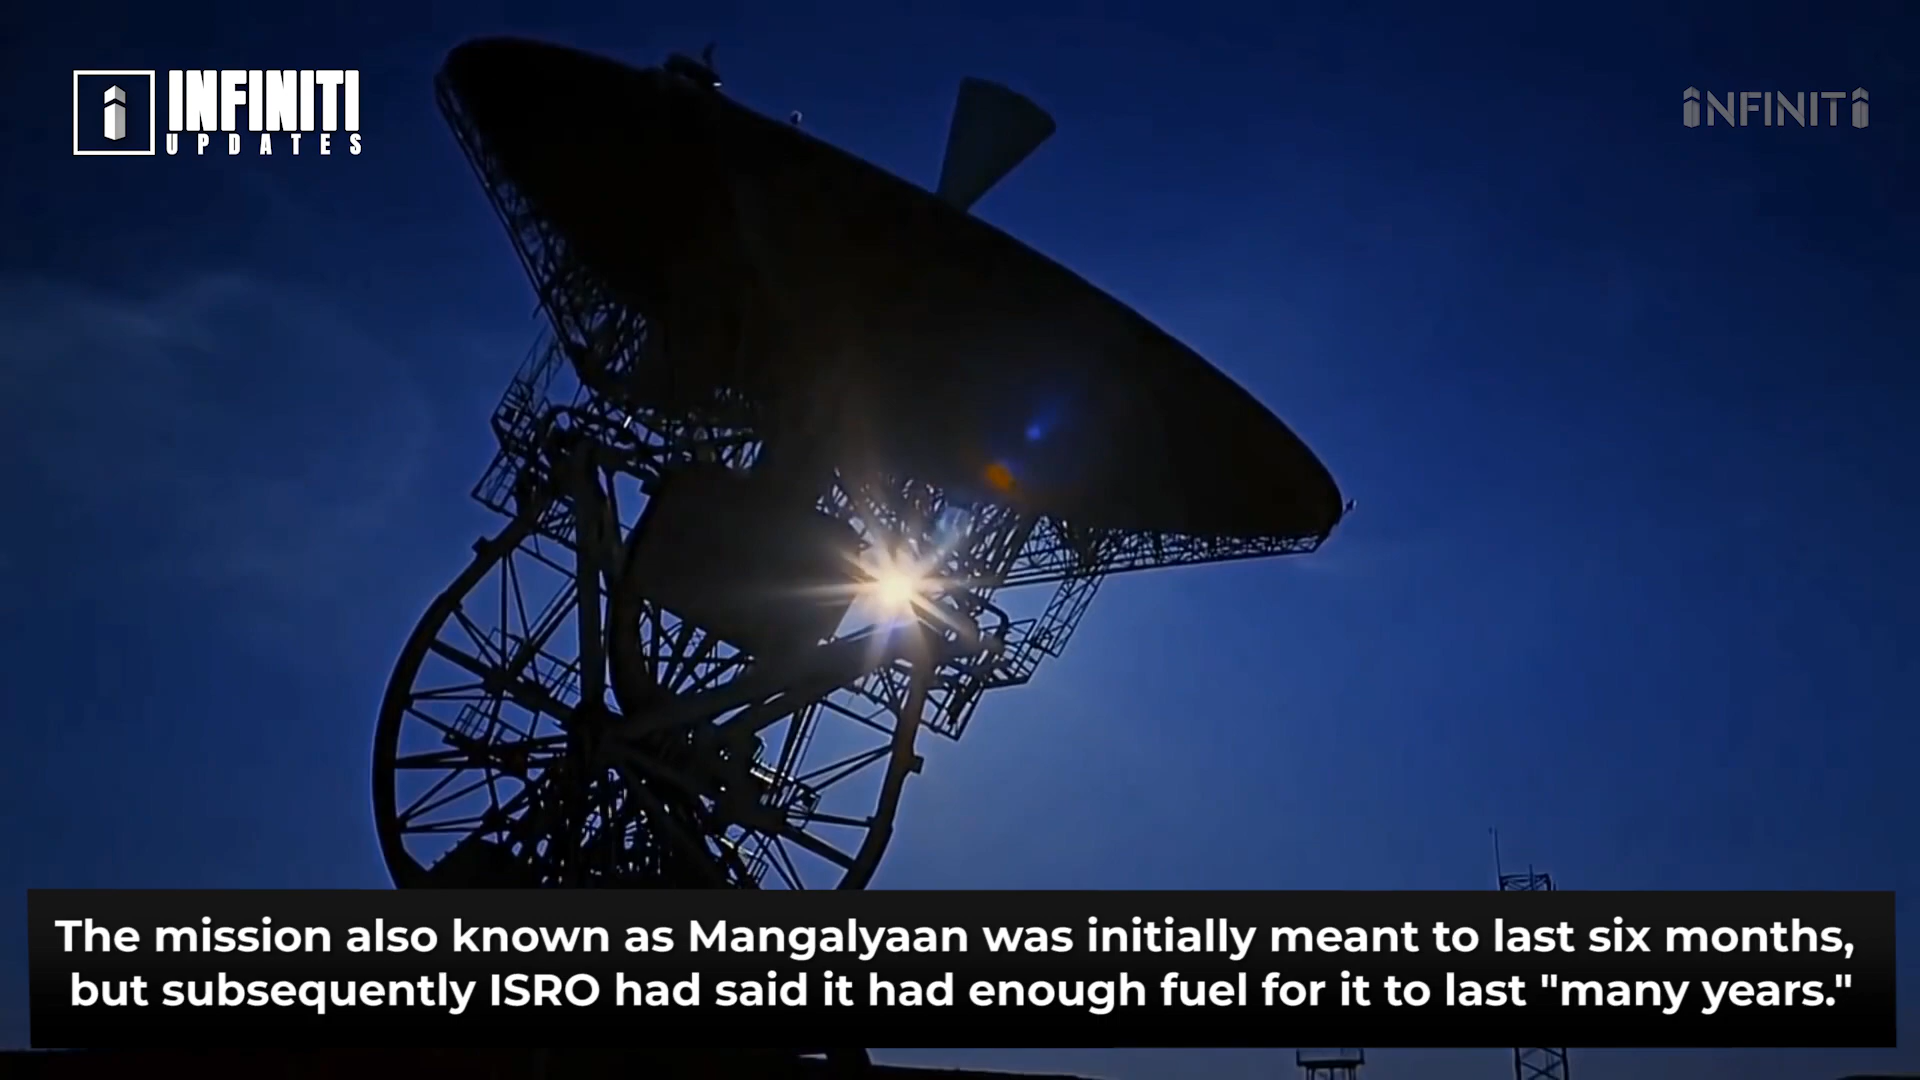 INFINITI
UPDATES
INFINITI
The mission also known as Mangalyaan was initially meant to last six months,
but subsequently ISRO had said it had enough fuel for it to last "many years."